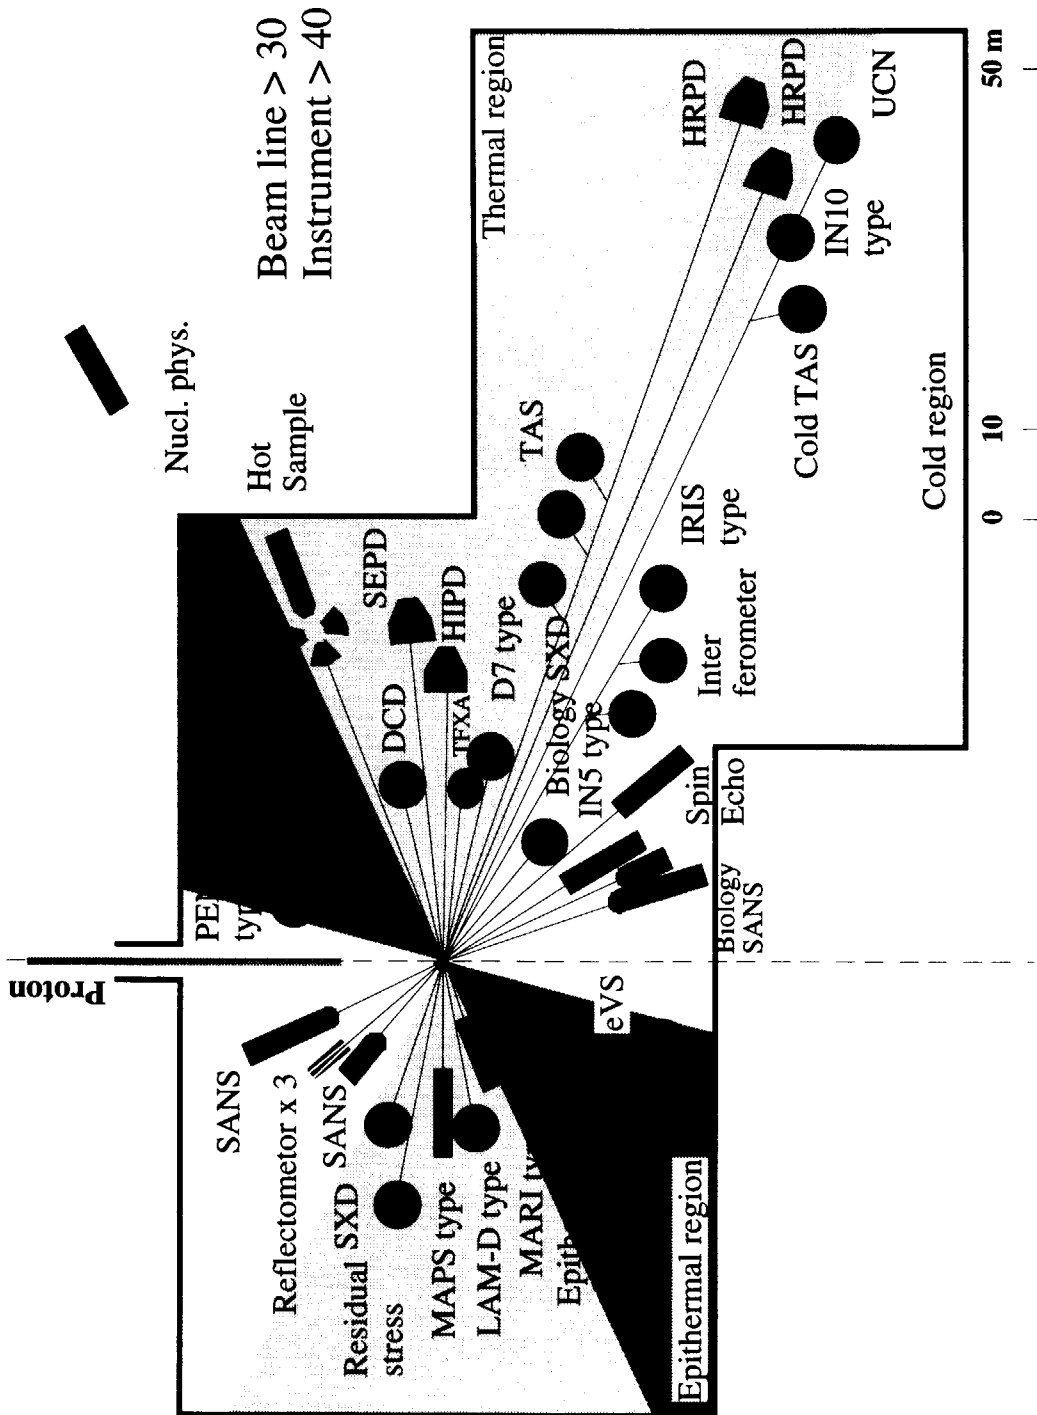 Beam line > 30
Instrument > 40
Nucl. phys.
Hot
Sample
Thermal region
HRPD
HRPD
UCN
IN10
type
Cold TAS
Cold region
TAS
IRIS
type
Inter
ferometer
D7 type
Biology SXD
IN5 type
Spin
Echo
Biology
SANS
SEPD
HIPD
DCD
TFXA
Proton
SANS
Reflectometor x 3
SANS
SXD
Residual
stress
MAPS type
LAM-D type
MARI
eVS
Epithermal region
0
10
50 m